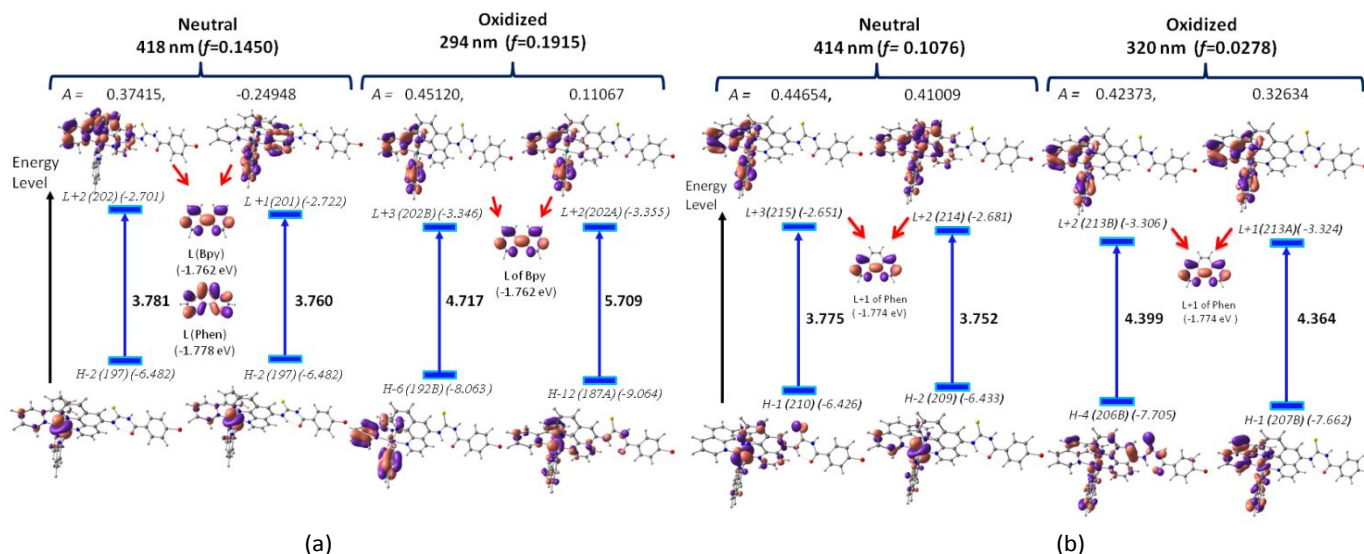 Neutral
418 nm (f=0.1450)
Oxidized
294 nm (f=0.1915)
A = 0.37415, -0.24948
0.45120, 0.11067
Energy
Level
L+2 (202) (-2.701)
L+1(201) (-2.722)
L+3 (202B) (-3.346)
L+2(202A) (-3.355)
L (Bpy)
(-1.762 eV)
L of Bpy
(-1.762 eV)
3.781
3.760
4.717
5.709
L (Phen)
(-1.778 eV)
H-2 (197) (-6.482)
H-2 (197) (-6.482)
H-6 (192B) (-8.063)
H-12 (187A) (-9.064)
(a)
Neutral
414 nm (f= 0.1076)
Oxidized
320 nm (f=0.0278)
A = 0.44654, 0.41009
A = 0.42373, 0.32634
Energy
Level
L+3(215) (-2.651)
L+2 (214) (-2.681)
L+2 (213B) (-3.306)
L+1(213A)(-3.324)
L+1 of Phen
(-1.774 eV)
L+1 of Phen
(-1.774 eV )
3.775
3.752
4.399
4.364
H-1 (210) (-6.426)
H-2 (209) (-6.433)
H-4 (206B) (-7.705)
H-1 (207B) (-7.662)
(b)